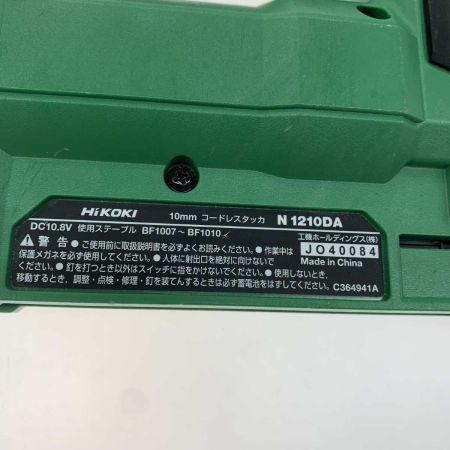 HiKOKI 10mm コードレスタッカ N 1210DA
DC10.8V 使用ステープル BF1007～BF1010 工機ホールディングス(株)
警告 ●ご使用前に取扱説明書を必ずよくお読みください。●作業中は JQ40084
保護メガネを必ず使用してください。●人体に射出口を絶対に向けないで Made in China
ください。●釘を打つとき以外はスイッチに指をかけないでください。●使用しないとき、
移動するとき、調整・点検・修理・釘を装てんするときは必ず蓄電池をはずしてください。 C364941A